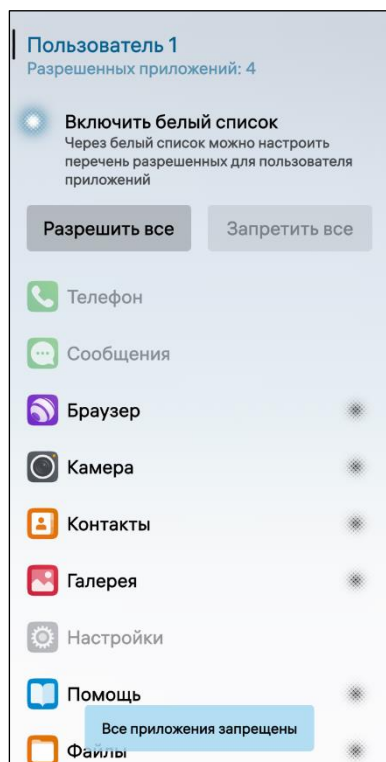 Пользователь 1
Разрешенных приложений: 4
Включить белый список
Через белый список можно настроить
перечень разрешенных для пользователя
приложений
Разрешить все
Запретить все
Телефон
Сообщения
Браузер
Камера
Контакты
Галерея
Настройки
Помощь
Все приложения запрещены
Файлы